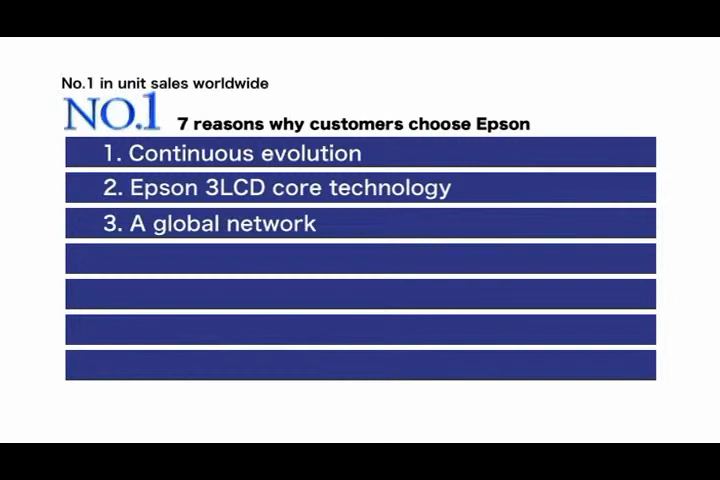 No.1 in unit sales worldwide
NO.1 7 reasons why customers choose Epson
1. Continuous evolution
2. Epson 3LCD core technology
3. A global network